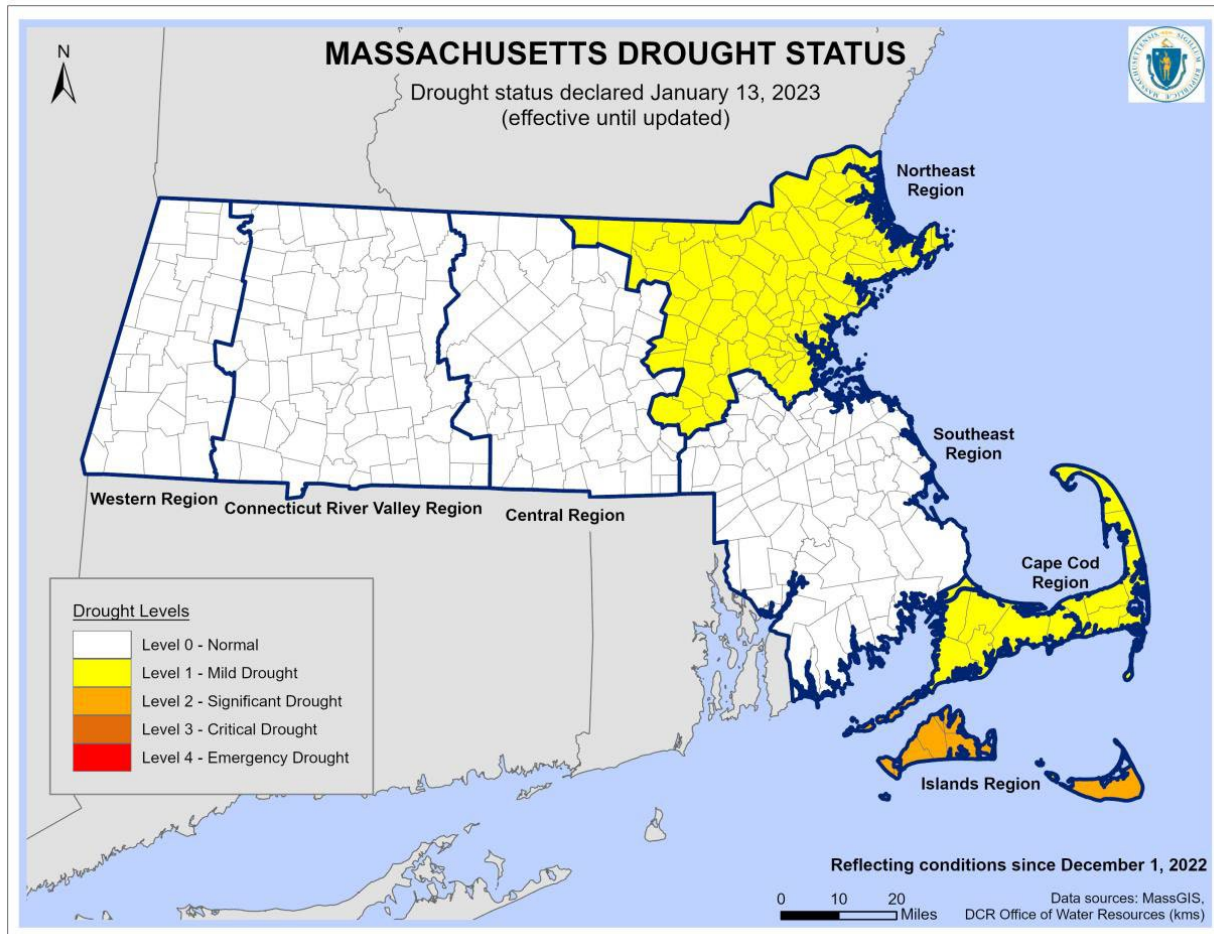 MASSACHUSETTS DROUGHT STATUS
Drought status declared January 13, 2023
(effective until updated)
N
Northeast
Region
Southeast
Region
Cape Cod
Region
Western Region
Connecticut River Valley Region
Central Region
Islands Region
Drought Levels
Level 0 - Normal
Level 1 - Mild Drought
Level 2 - Significant Drought
Level 3 - Critical Drought
Level 4 - Emergency Drought
Reflecting conditions since December 1, 2022
0 10 20
Miles
Data sources: MassGIS,
DCR Office of Water Resources (kms)